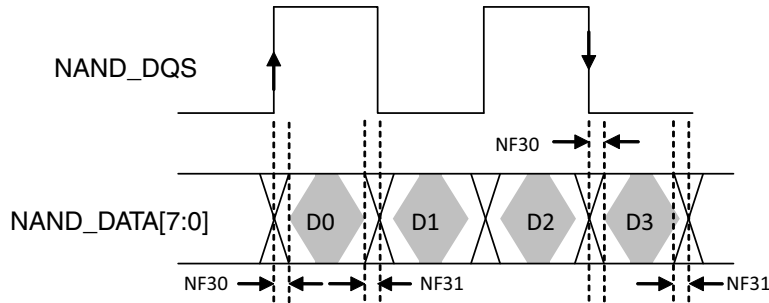 NAND_DQS
NF30
NAND_DATA[7:0]
D0
D1
D2
D3
NF30
NF31
NF31